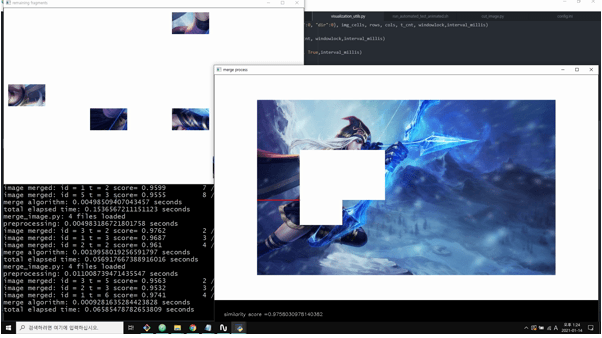 remaining fragments
visualization_utils.py
run_automated_test_extended.sh
cut_image.py
config.ini
"dir":0}, img_cells, rows, cols, t_cnt, windowlock,interval_millis)
nt, windowlock,interval_millis)
True,interval_millis)
merge process
image merged: id = 1 t = 2 score= 0.9599 7 /
image merged: id = 5 t = 3 score= 0.9555 8 /
merge algorithm: 0.00498509407043457 seconds
total elapsed time: 0.1536567211151123 seconds
merge_image.py: 4 files loaded
preprocessing: 0.004983186721801758 seconds
image merged: id = 3 t = 2 score= 0.9762 2 /
image merged: id = 1 t = 3 score= 0.9687 3 /
image merged: id = 2 t = 2 score= 0.961 4 /
merge algorithm: 0.0019958019256591797 seconds
total elapsed time: 0.056917667388916016 seconds
merge_image.py: 4 files loaded
preprocessing: 0.011008739471435547 seconds
image merged: id = 3 t = 5 score= 0.9563 2 /
image merged: id = 2 t = 3 score= 0.9532 3 /
image merged: id = 1 t = 6 score= 0.9741 4 /
merge algorithm: 0.0009281635284423828 seconds
total elapsed time: 0.06585478782653809 seconds
similarity score =0.9758030978140382
검색하려면 여기에 입력하십시오.
A
오후 1:24
2021-01-14